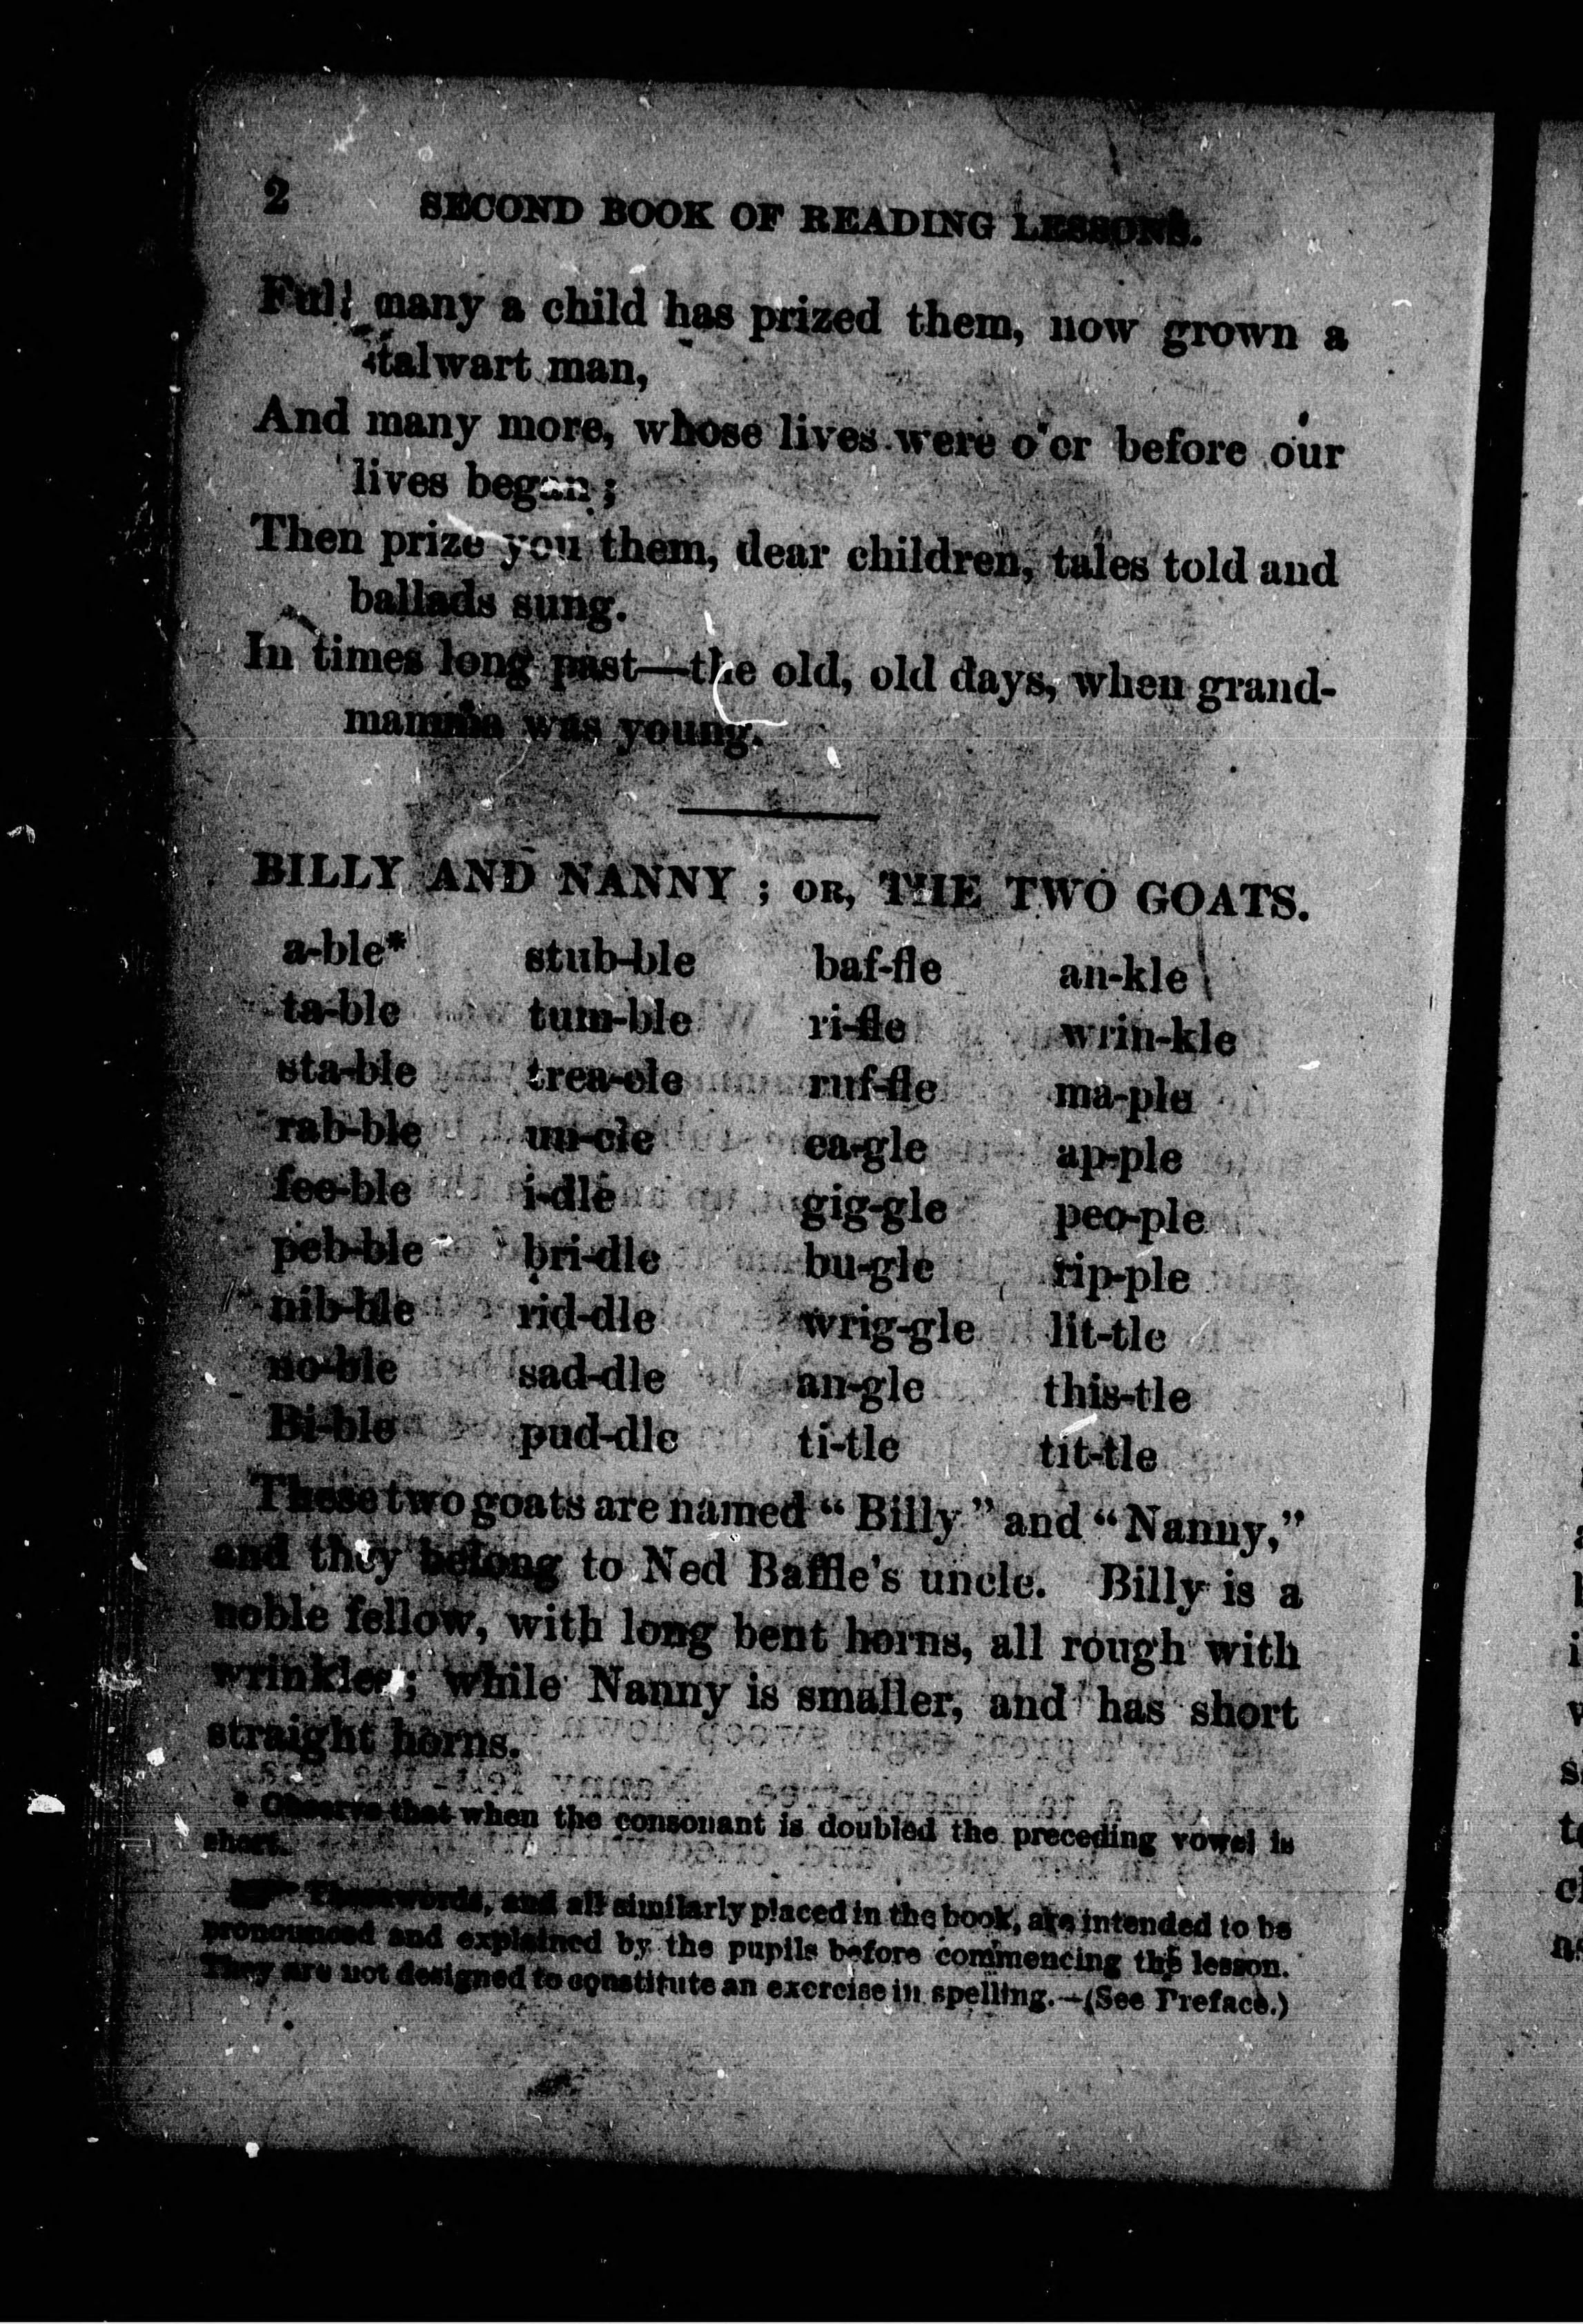 2 SECOND BOOK OF READING LESSONS.
Full many a child has prized them, now grown a
stalwart man,
And many more, whose lives were o'er before our
lives began;
Then prize you them, dear children, tales told and
ballads sung.
In times long past—the old, old days, when grand-
mamma was young.
BILLY AND NANNY; OR, THE TWO GOATS.
a-ble* stub-ble baf-fle an-kle
ta-ble tum-ble ri-fle wrin-kle
sta-ble trea-cle ruf-fle ma-ple
rab-ble un-cle ea-gle ap-ple
fee-ble i-dle gig-gle peo-ple
peb-ble bri-dle bu-gle rip-ple
nib-ble rid-dle wrig-gle lit-tle
no-ble sad-dle an-gle this-tle
Bi-ble pud-dle ti-tle tit-tle
These two goats are named "Billy" and "Nanny,"
and they belong to Ned Baffle's uncle. Billy is a
noble fellow, with long bent horns, all rough with
wrinkles; while Nanny is smaller, and has short
straight horns.
* Observe that when the consonant is doubled the preceding vowel is
short.
☞ These words, and all similarly placed in the book, are intended to be
pronounced and explained by the pupils before commencing the lesson.
They are not designed to constitute an exercise in spelling.—(See Preface.)